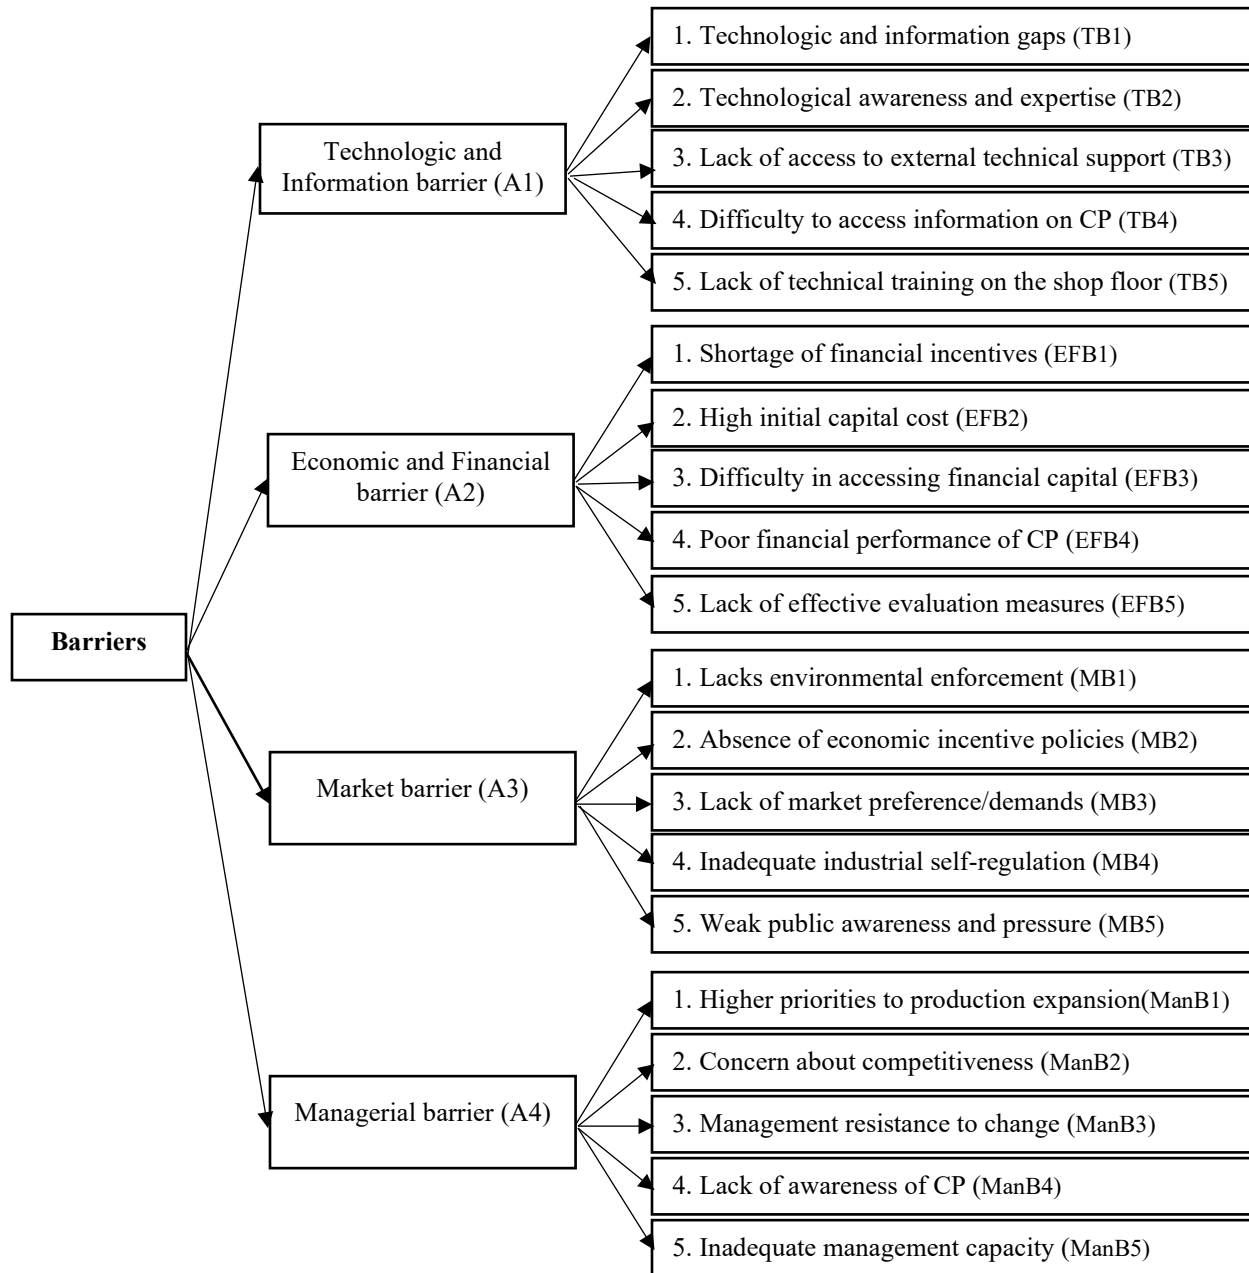 Barriers
Technologic and
Information barrier (A1)
1. Technologic and information gaps (TB1)
2. Technological awareness and expertise (TB2)
3. Lack of access to external technical support (TB3)
4. Difficulty to access information on CP (TB4)
5. Lack of technical training on the shop floor (TB5)
Economic and Financial
barrier (A2)
1. Shortage of financial incentives (EFB1)
2. High initial capital cost (EFB2)
3. Difficulty in accessing financial capital (EFB3)
4. Poor financial performance of CP (EFB4)
5. Lack of effective evaluation measures (EFB5)
Market barrier (A3)
1. Lacks environmental enforcement (MB1)
2. Absence of economic incentive policies (MB2)
3. Lack of market preference/demands (MB3)
4. Inadequate industrial self-regulation (MB4)
5. Weak public awareness and pressure (MB5)
Managerial barrier (A4)
1. Higher priorities to production expansion(ManB1)
2. Concern about competitiveness (ManB2)
3. Management resistance to change (ManB3)
4. Lack of awareness of CP (ManB4)
5. Inadequate management capacity (ManB5)